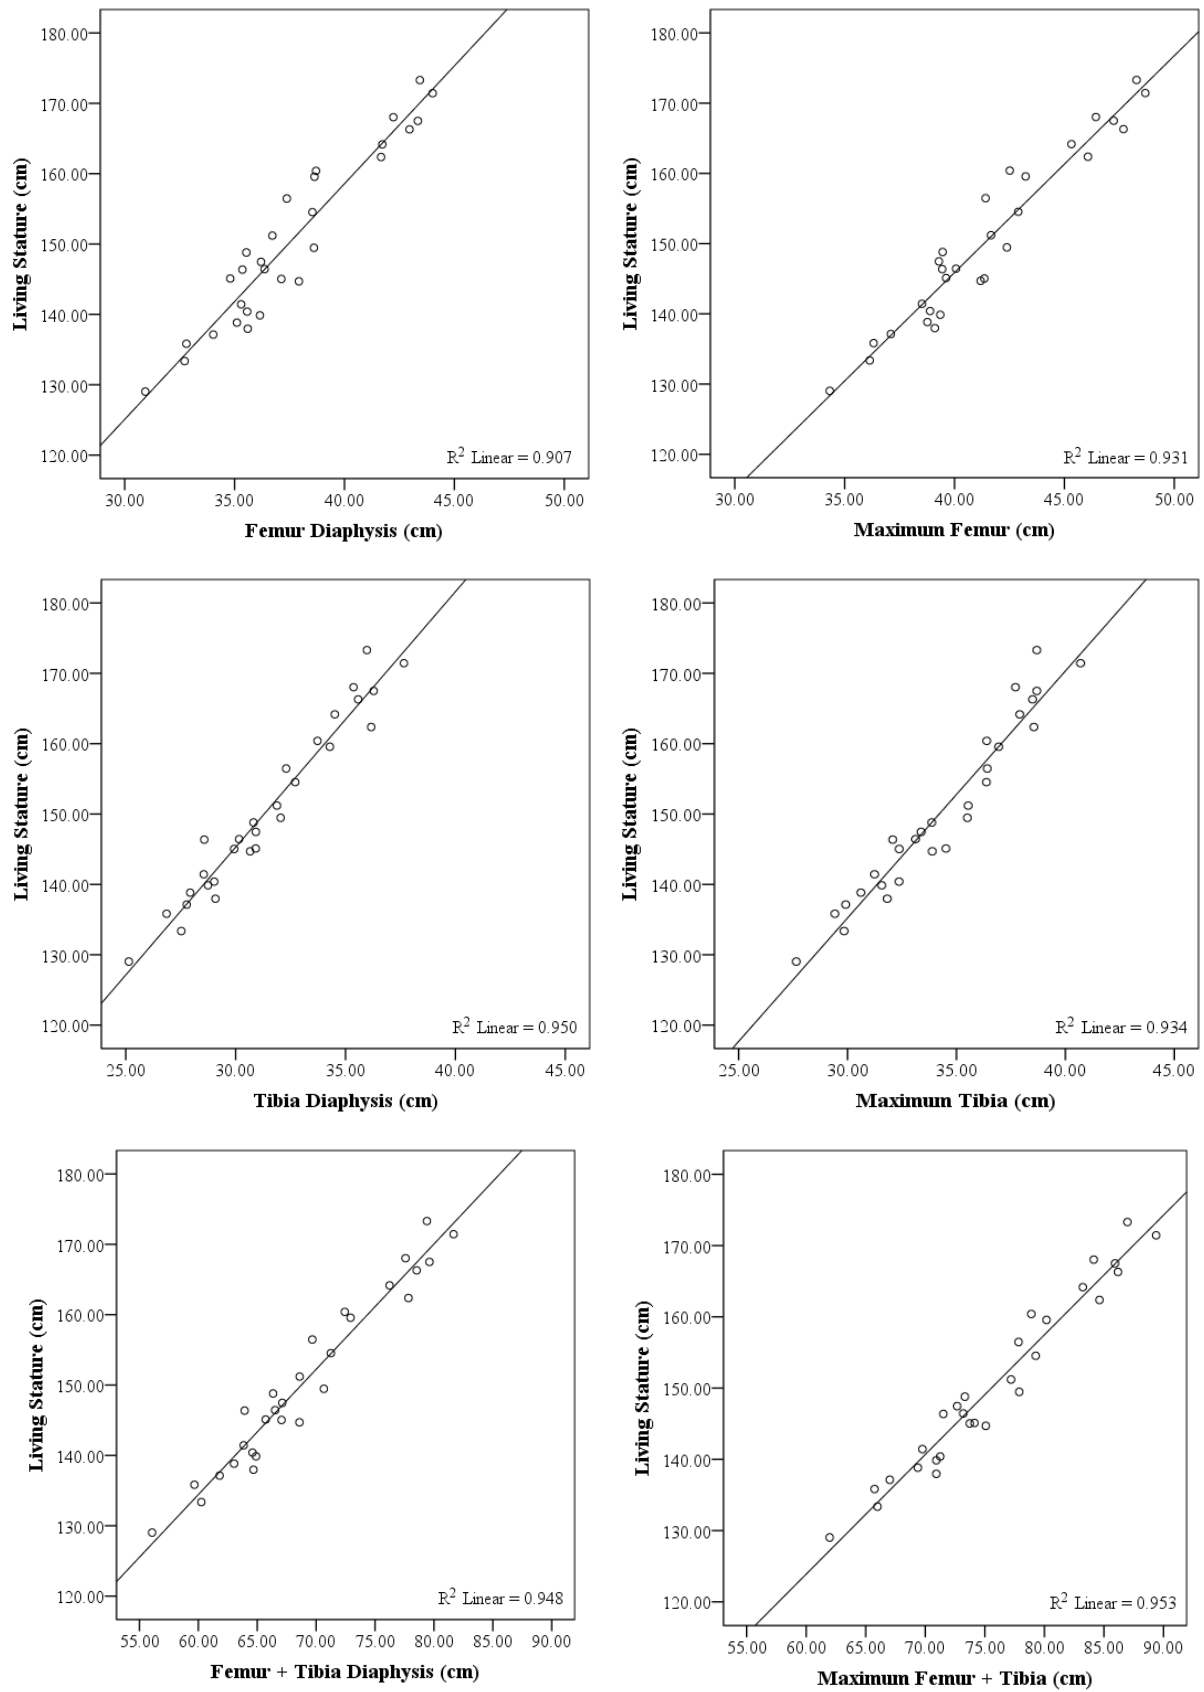 180.00
170.00
160.00
150.00
140.00
130.00
120.00
Living Stature (cm)
R² Linear = 0.907
30.00 35.00 40.00 45.00 50.00
Femur Diaphysis (cm)
180.00
170.00
160.00
150.00
140.00
130.00
120.00
Living Stature (cm)
R² Linear = 0.931
30.00 35.00 40.00 45.00 50.00
Maximum Femur (cm)
180.00
170.00
160.00
150.00
140.00
130.00
120.00
Living Stature (cm)
R² Linear = 0.950
25.00 30.00 35.00 40.00 45.00
Tibia Diaphysis (cm)
180.00
170.00
160.00
150.00
140.00
130.00
120.00
Living Stature (cm)
R² Linear = 0.934
25.00 30.00 35.00 40.00 45.00
Maximum Tibia (cm)
180.00
170.00
160.00
150.00
140.00
130.00
120.00
Living Stature (cm)
R² Linear = 0.948
55.00 60.00 65.00 70.00 75.00 80.00 85.00 90.00
Femur + Tibia Diaphysis (cm)
180.00
170.00
160.00
150.00
140.00
130.00
120.00
Living Stature (cm)
R² Linear = 0.953
55.00 60.00 65.00 70.00 75.00 80.00 85.00 90.00
Maximum Femur + Tibia (cm)